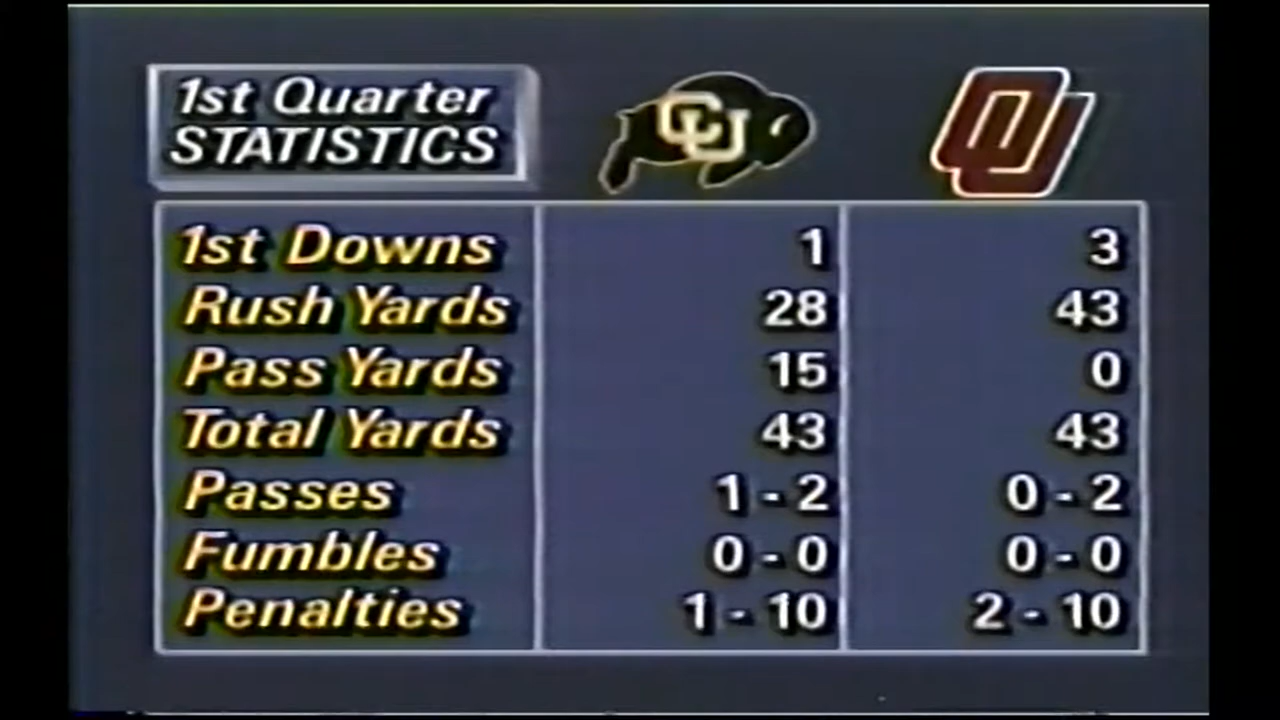 1st Quarter
STATISTICS
CU
OU
1st Downs 1 3
Rush Yards 28 43
Pass Yards 15 0
Total Yards 43 43
Passes 1 - 2 0 - 2
Fumbles 0 - 0 0 - 0
Penalties 1 - 10 2 - 10